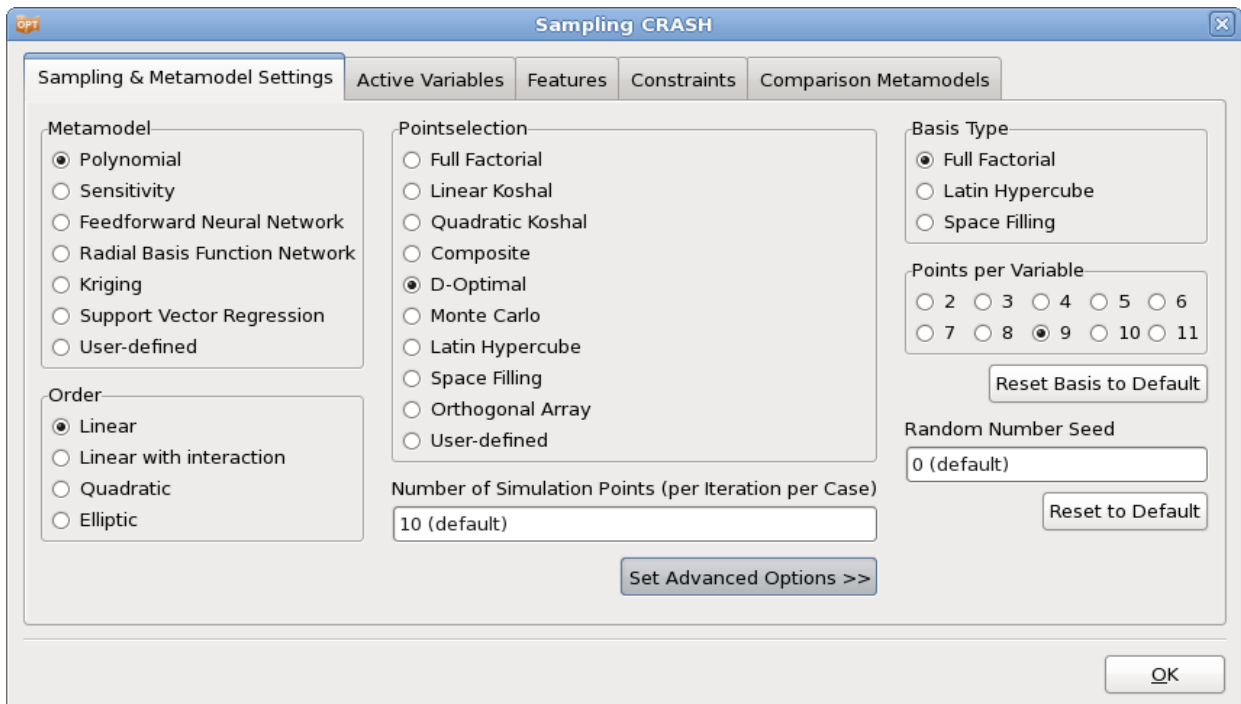 OPT
Sampling CRASH
Sampling & Metamodel Settings
Active Variables
Features
Constraints
Comparison Metamodels
Metamodel
Polynomial
Sensitivity
Feedforward Neural Network
Radial Basis Function Network
Kriging
Support Vector Regression
User-defined
Order
Linear
Linear with interaction
Quadratic
Elliptic
Pointselection
Full Factorial
Linear Koshal
Quadratic Koshal
Composite
D-Optimal
Monte Carlo
Latin Hypercube
Space Filling
Orthogonal Array
User-defined
Number of Simulation Points (per Iteration per Case)
10 (default)
Set Advanced Options >>
Basis Type
Full Factorial
Latin Hypercube
Space Filling
Points per Variable
2 3 4 5 6
7 8 9 10 11
Reset Basis to Default
Random Number Seed
0 (default)
Reset to Default
OK